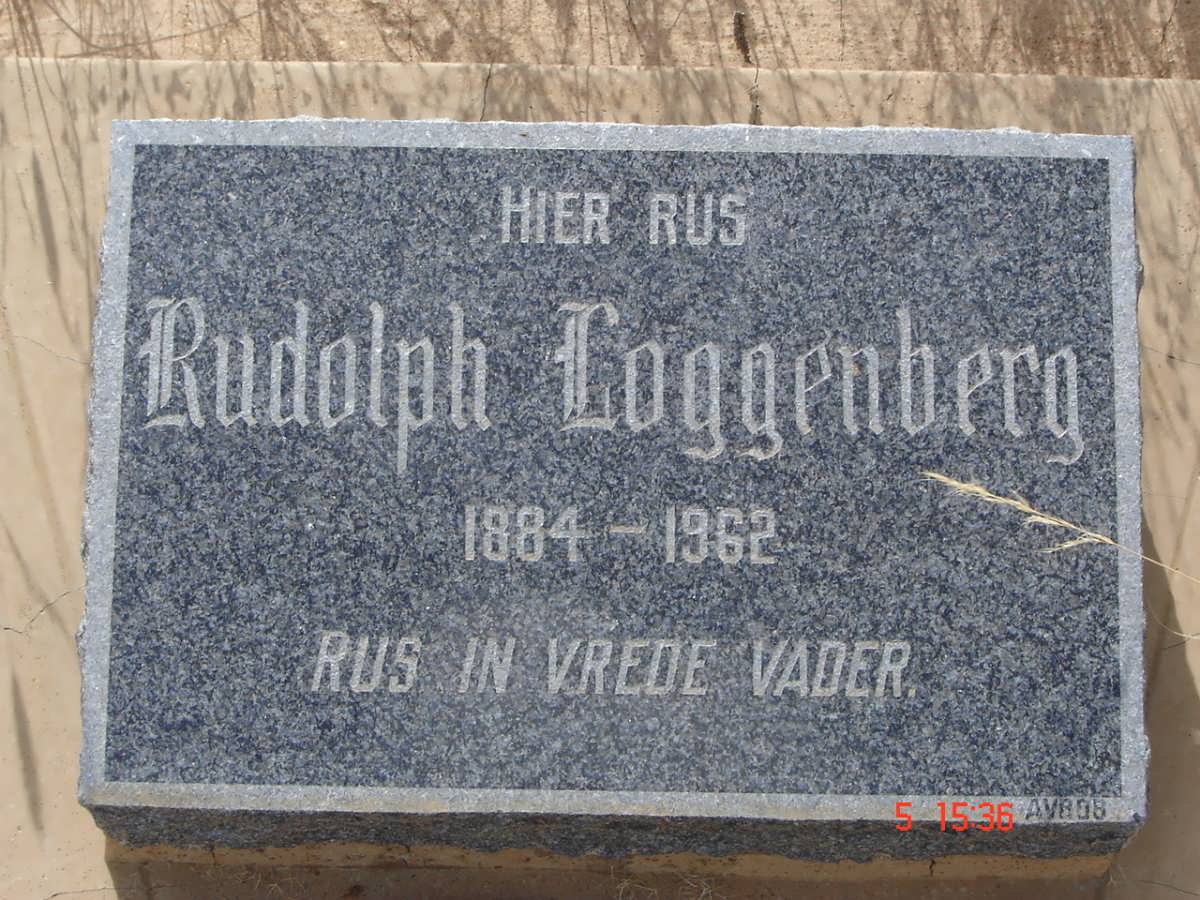 HIER RUS
Rudolph Loggenberg
1884 - 1962
RUS IN VREDE VADER.
5 15:36